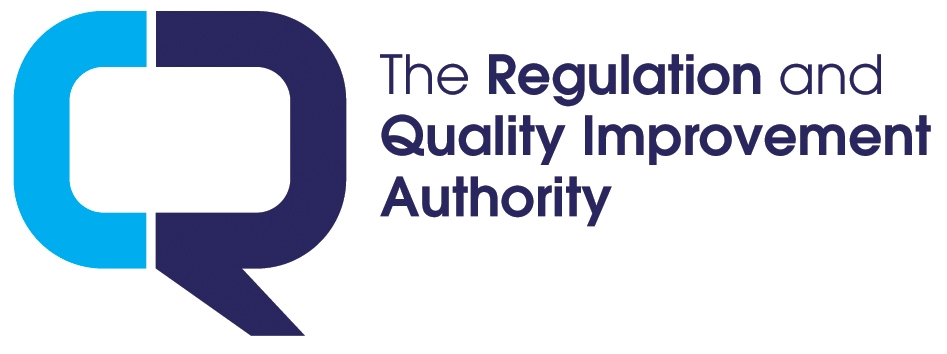 The Regulation and
Quality Improvement
Authority